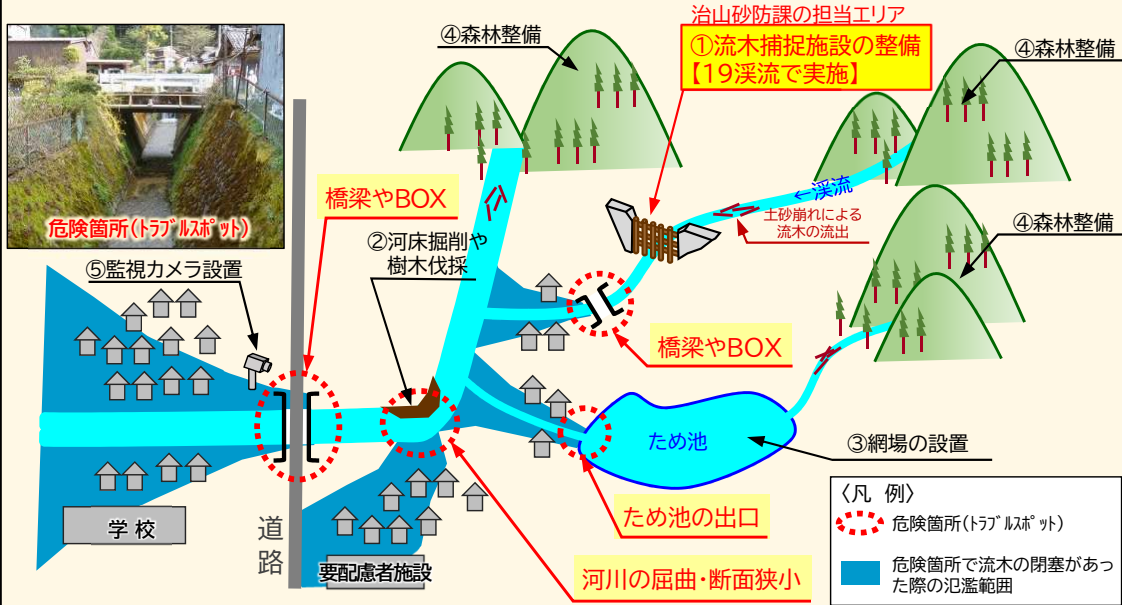 治山砂防課の担当エリア
①流木捕捉施設の整備
【19渓流で実施】
④森林整備
④森林整備
④森林整備
←渓流
土砂崩れによる
流木の流出
危険箇所(トラブルスポット)
橋梁やBOX
②河床掘削や
樹木伐採
⑤監視カメラ設置
橋梁やBOX
ため池
③網場の設置
ため池の出口
河川の屈曲・断面狭小
学校
道路
要配慮者施設
〈凡 例〉
危険箇所(トラブルスポット)
危険箇所で流木の閉塞があっ
た際の氾濫範囲